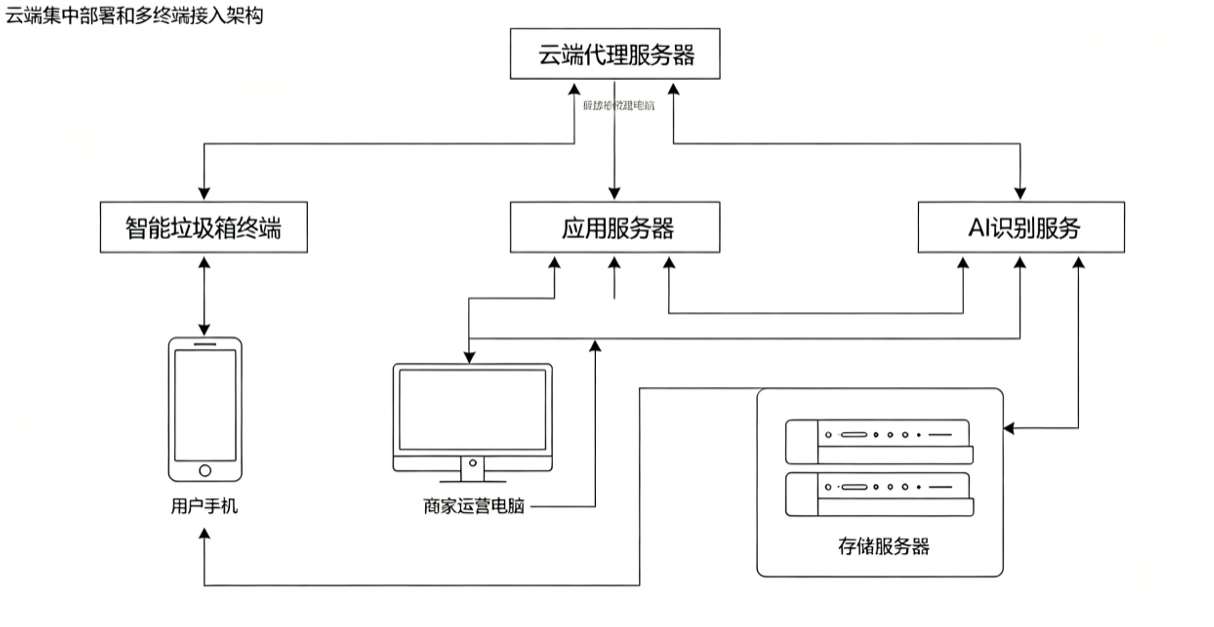 云端集中部署和多终端接入架构
云端代理服务器
智能垃圾箱终端
应用服务器
AI识别服务
用户手机
商家运营电脑
存储服务器